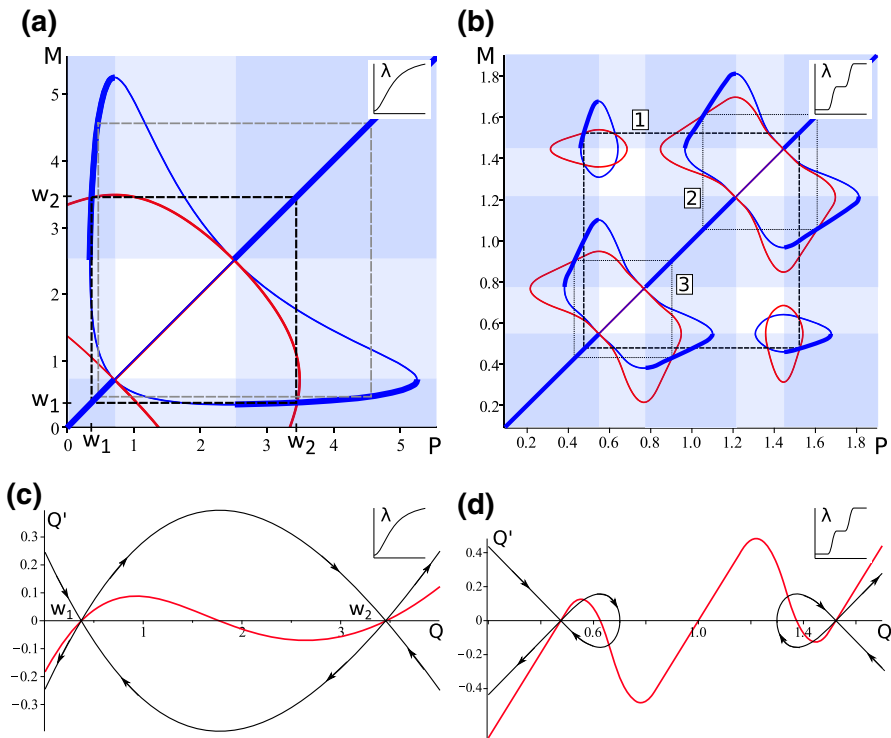 (a)
M
λ
5
4
w2
3
2
1
w1
0
0 w1 1 2 3 w2 4 5 P
(b)
M
λ
1.8
1.6
1.4
1.2
1.0
0.8
0.6
0.4
0.2
1
2
3
0.2 0.4 0.6 0.8 1.0 1.2 1.4 1.6 1.8 P
(c)
Q'
λ
0.3
0.2
0.1
0
-0.1
-0.2
-0.3
w1 w2
1 3 Q
(d)
Q'
λ
0.4
0.2
0
-0.2
-0.4
0.6 1.0 1.4 Q